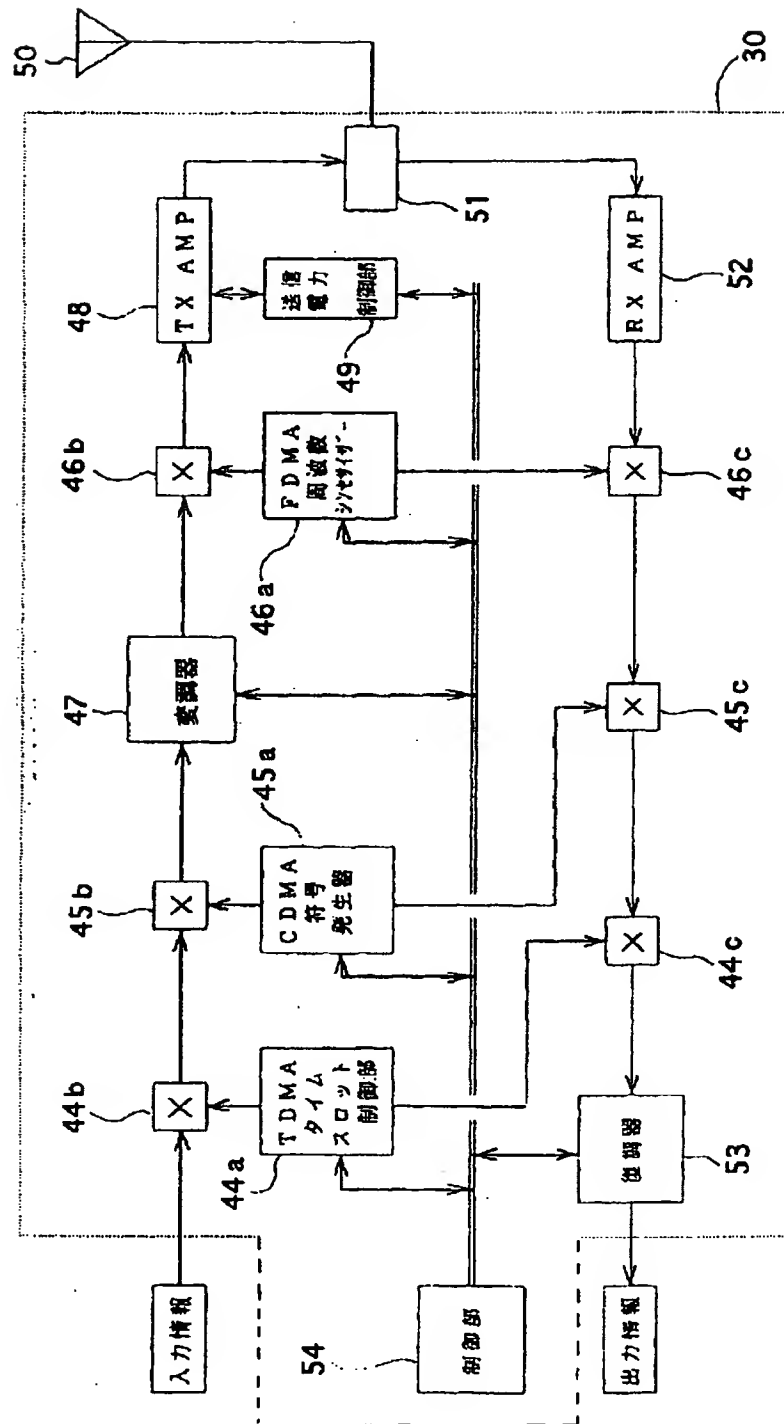 入力情報
44b
×
TDMA
タイム
スロット
制御部
44a
45b
×
CDMA
符号
発生器
45a
47
変調器
46b
×
FDMA
周波数
シンセサイザー
46a
48
TX AMP
送信
電力
制御部
49
50
51
30
RX AMP
52
×
46c
×
45c
×
44c
復調器
53
出力情報
54
制御部